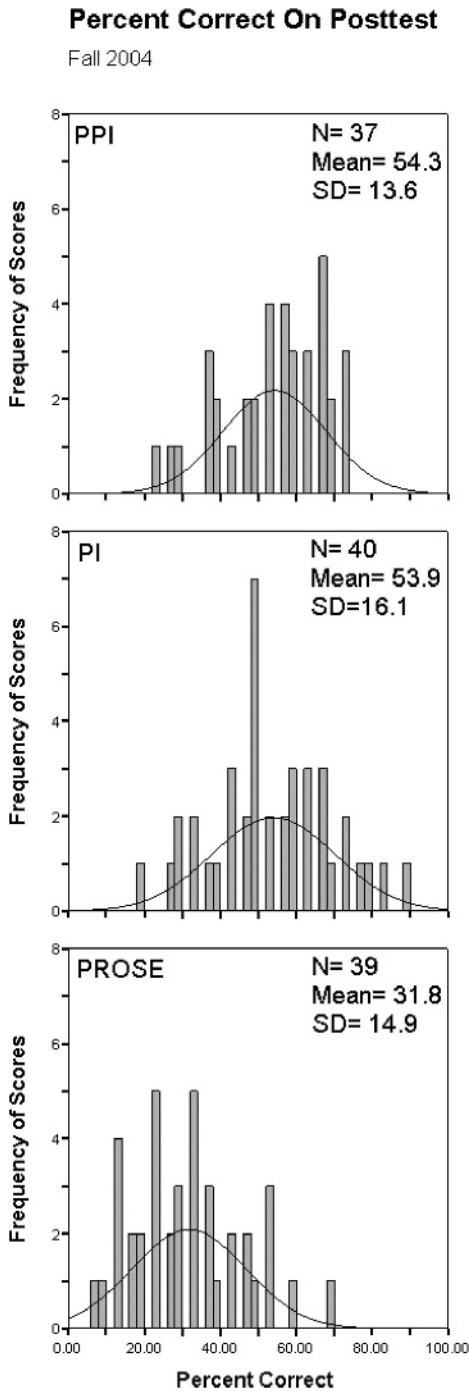 Percent Correct On Posttest
Fall 2004
8
6
4
2
0
Frequency of Scores
PPI
N= 37
Mean= 54.3
SD= 13.6
8
6
4
2
0
Frequency of Scores
PI
N= 40
Mean= 53.9
SD=16.1
8
6
4
2
0
Frequency of Scores
PROSE
N= 39
Mean= 31.8
SD= 14.9
0.00 20.00 40.00 60.00 80.00 100.00
Percent Correct